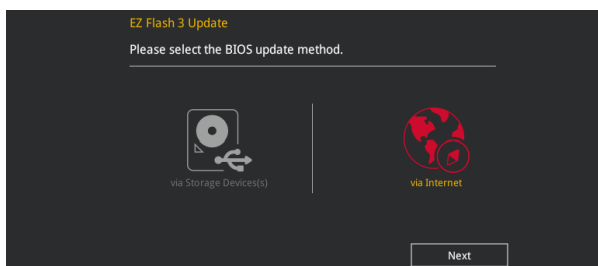 EZ Flash 3 Update
Please select the BIOS update method.
via Storage Devices(s)
via Internet
Next